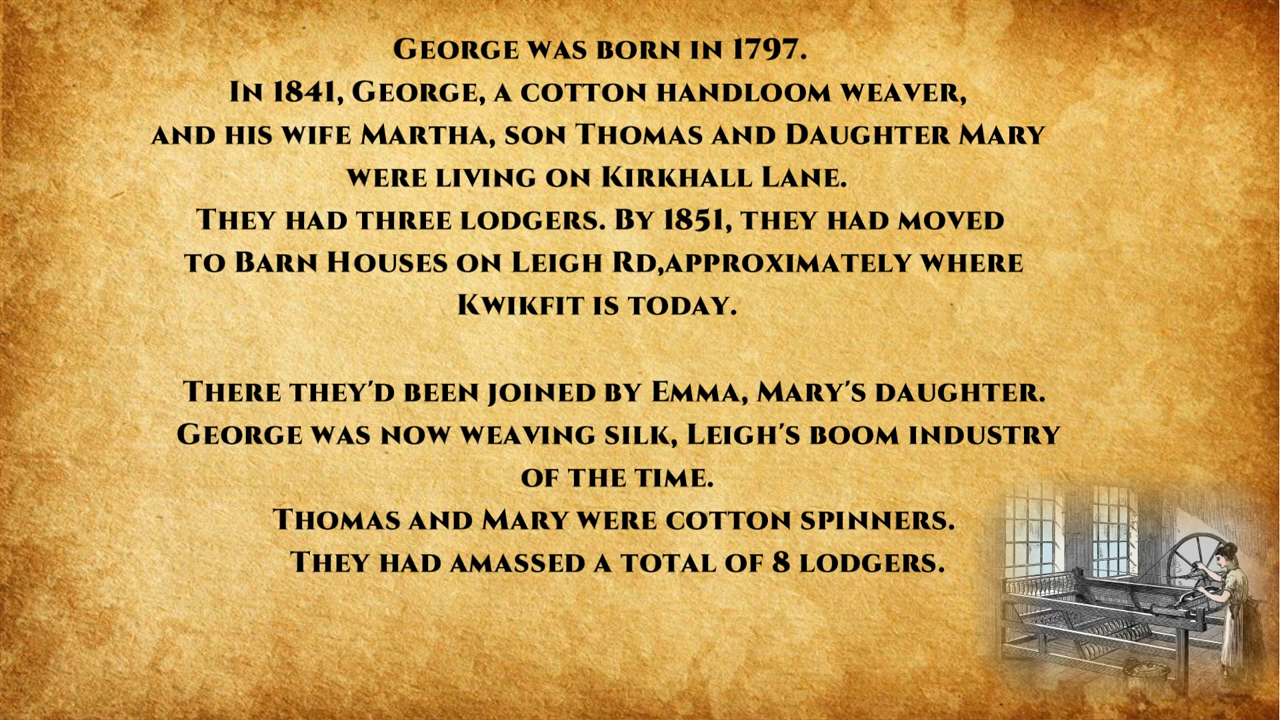 George was born in 1797.
In 1841, George, a cotton handloom weaver,
and his wife Martha, son Thomas and Daughter Mary
were living on Kirkhall Lane.
They had three lodgers. By 1851, they had moved
to Barn Houses on Leigh Rd,approximately where
Kwikfit is today.
There they'd been joined by Emma, Mary's daughter.
George was now weaving silk, Leigh's boom industry
of the time.
Thomas and Mary were cotton spinners.
They had amassed a total of 8 lodgers.